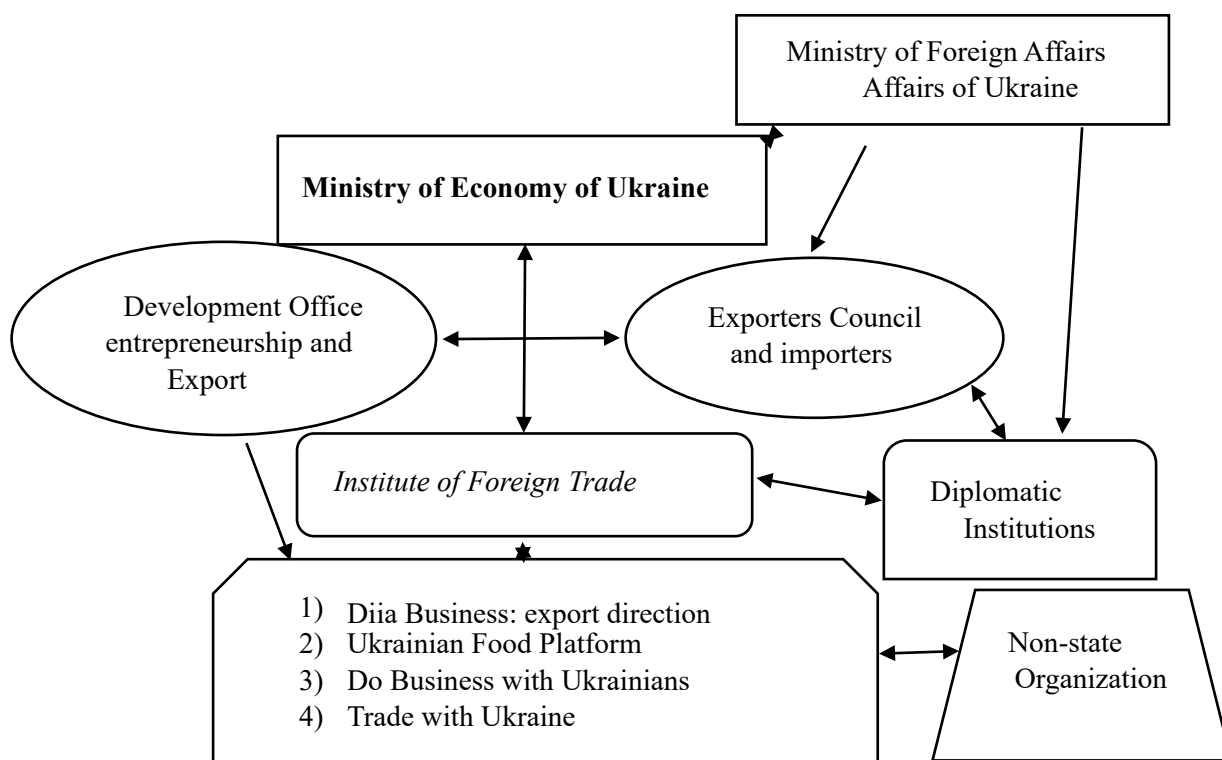 Ministry of Foreign Affairs
Affairs of Ukraine
Ministry of Economy of Ukraine
Development Office
entrepreneurship and
Export
Exporters Council
and importers
Institute of Foreign Trade
Diplomatic
Institutions
1) Diia Business: export direction
2) Ukrainian Food Platform
3) Do Business with Ukrainians
4) Trade with Ukraine
Non-state
Organization